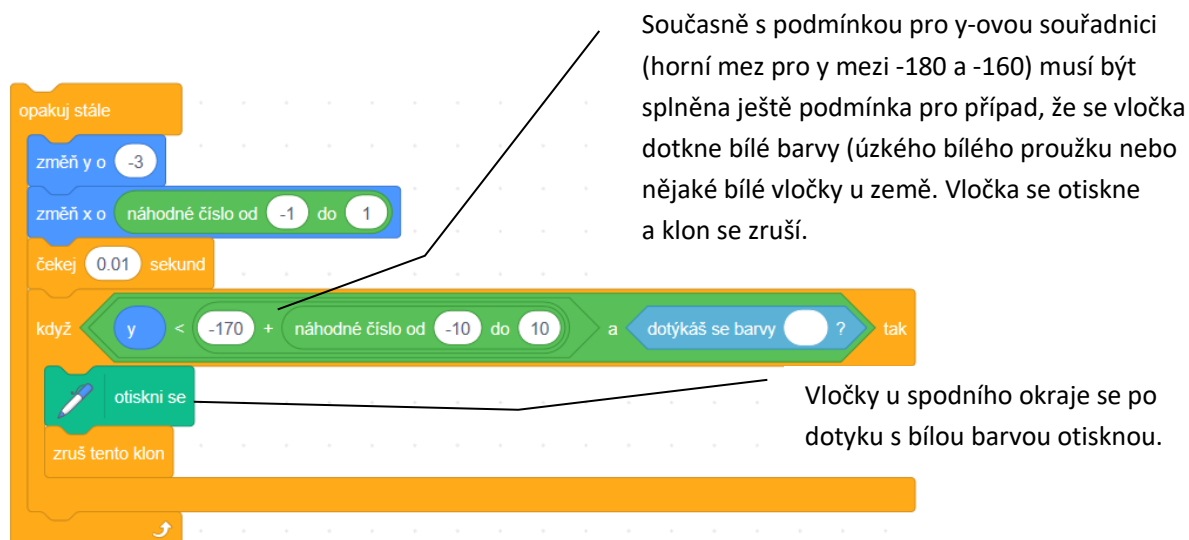 Současně s podmínkou pro y-ovou souřadnici
(horní mez pro y mezi -180 a -160) musí být
splněna ještě podmínka pro případ, že se vločka
dotkne bílé barvy (úzkého bílého proužku nebo
nějaké bílé vločky u země. Vločka se otiskne
a klon se zruší.
opakuj stále
změň y o -3
změň x o náhodné číslo od -1 do 1
čekej 0.01 sekund
když y < -170 + náhodné číslo od -10 do 10 a dotýkáš se barvy ? tak
otiskni se
zruš tento klon
Vločky u spodního okraje se po
dotyku s bílou barvou otisknou.